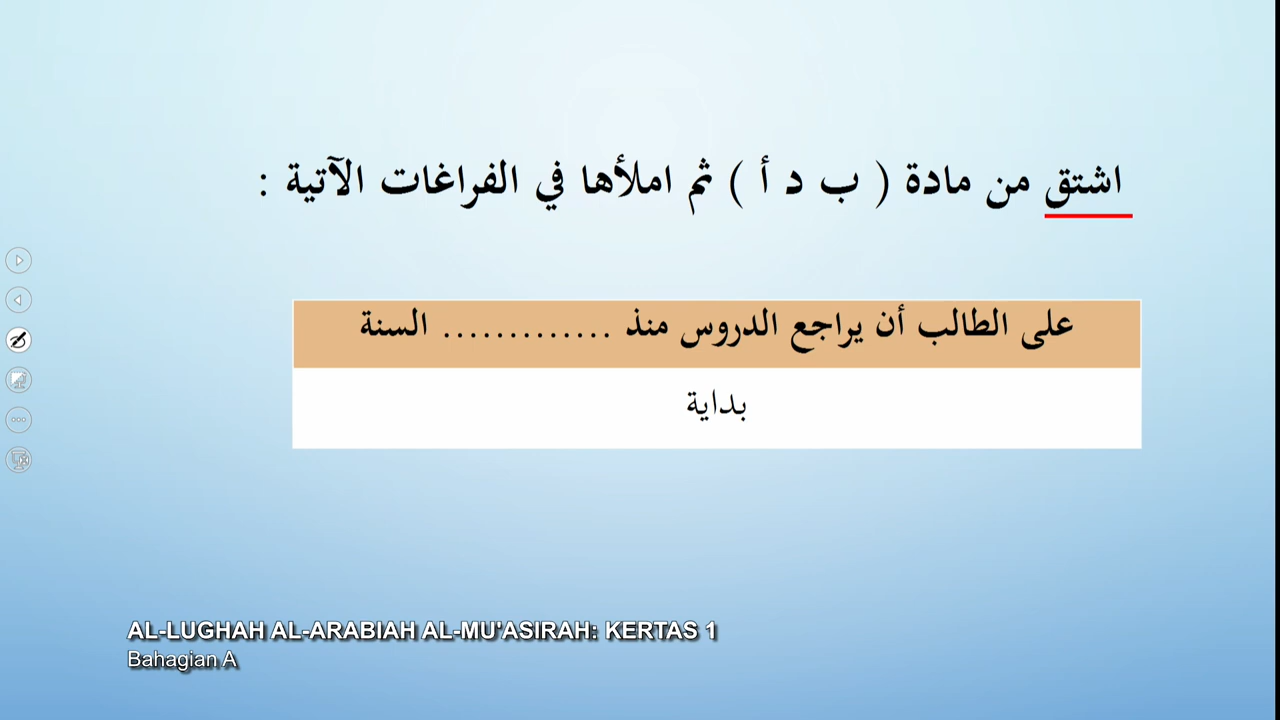 اشتق من مادة ( ب د أ ) ثم املأها في الفراغات الآتية :
على الطالب أن يراجع الدروس منذ ............. السنة
بداية
AL-LUGHAH AL-ARABIAH AL-MU'ASIRAH: KERTAS 1
Bahagian A